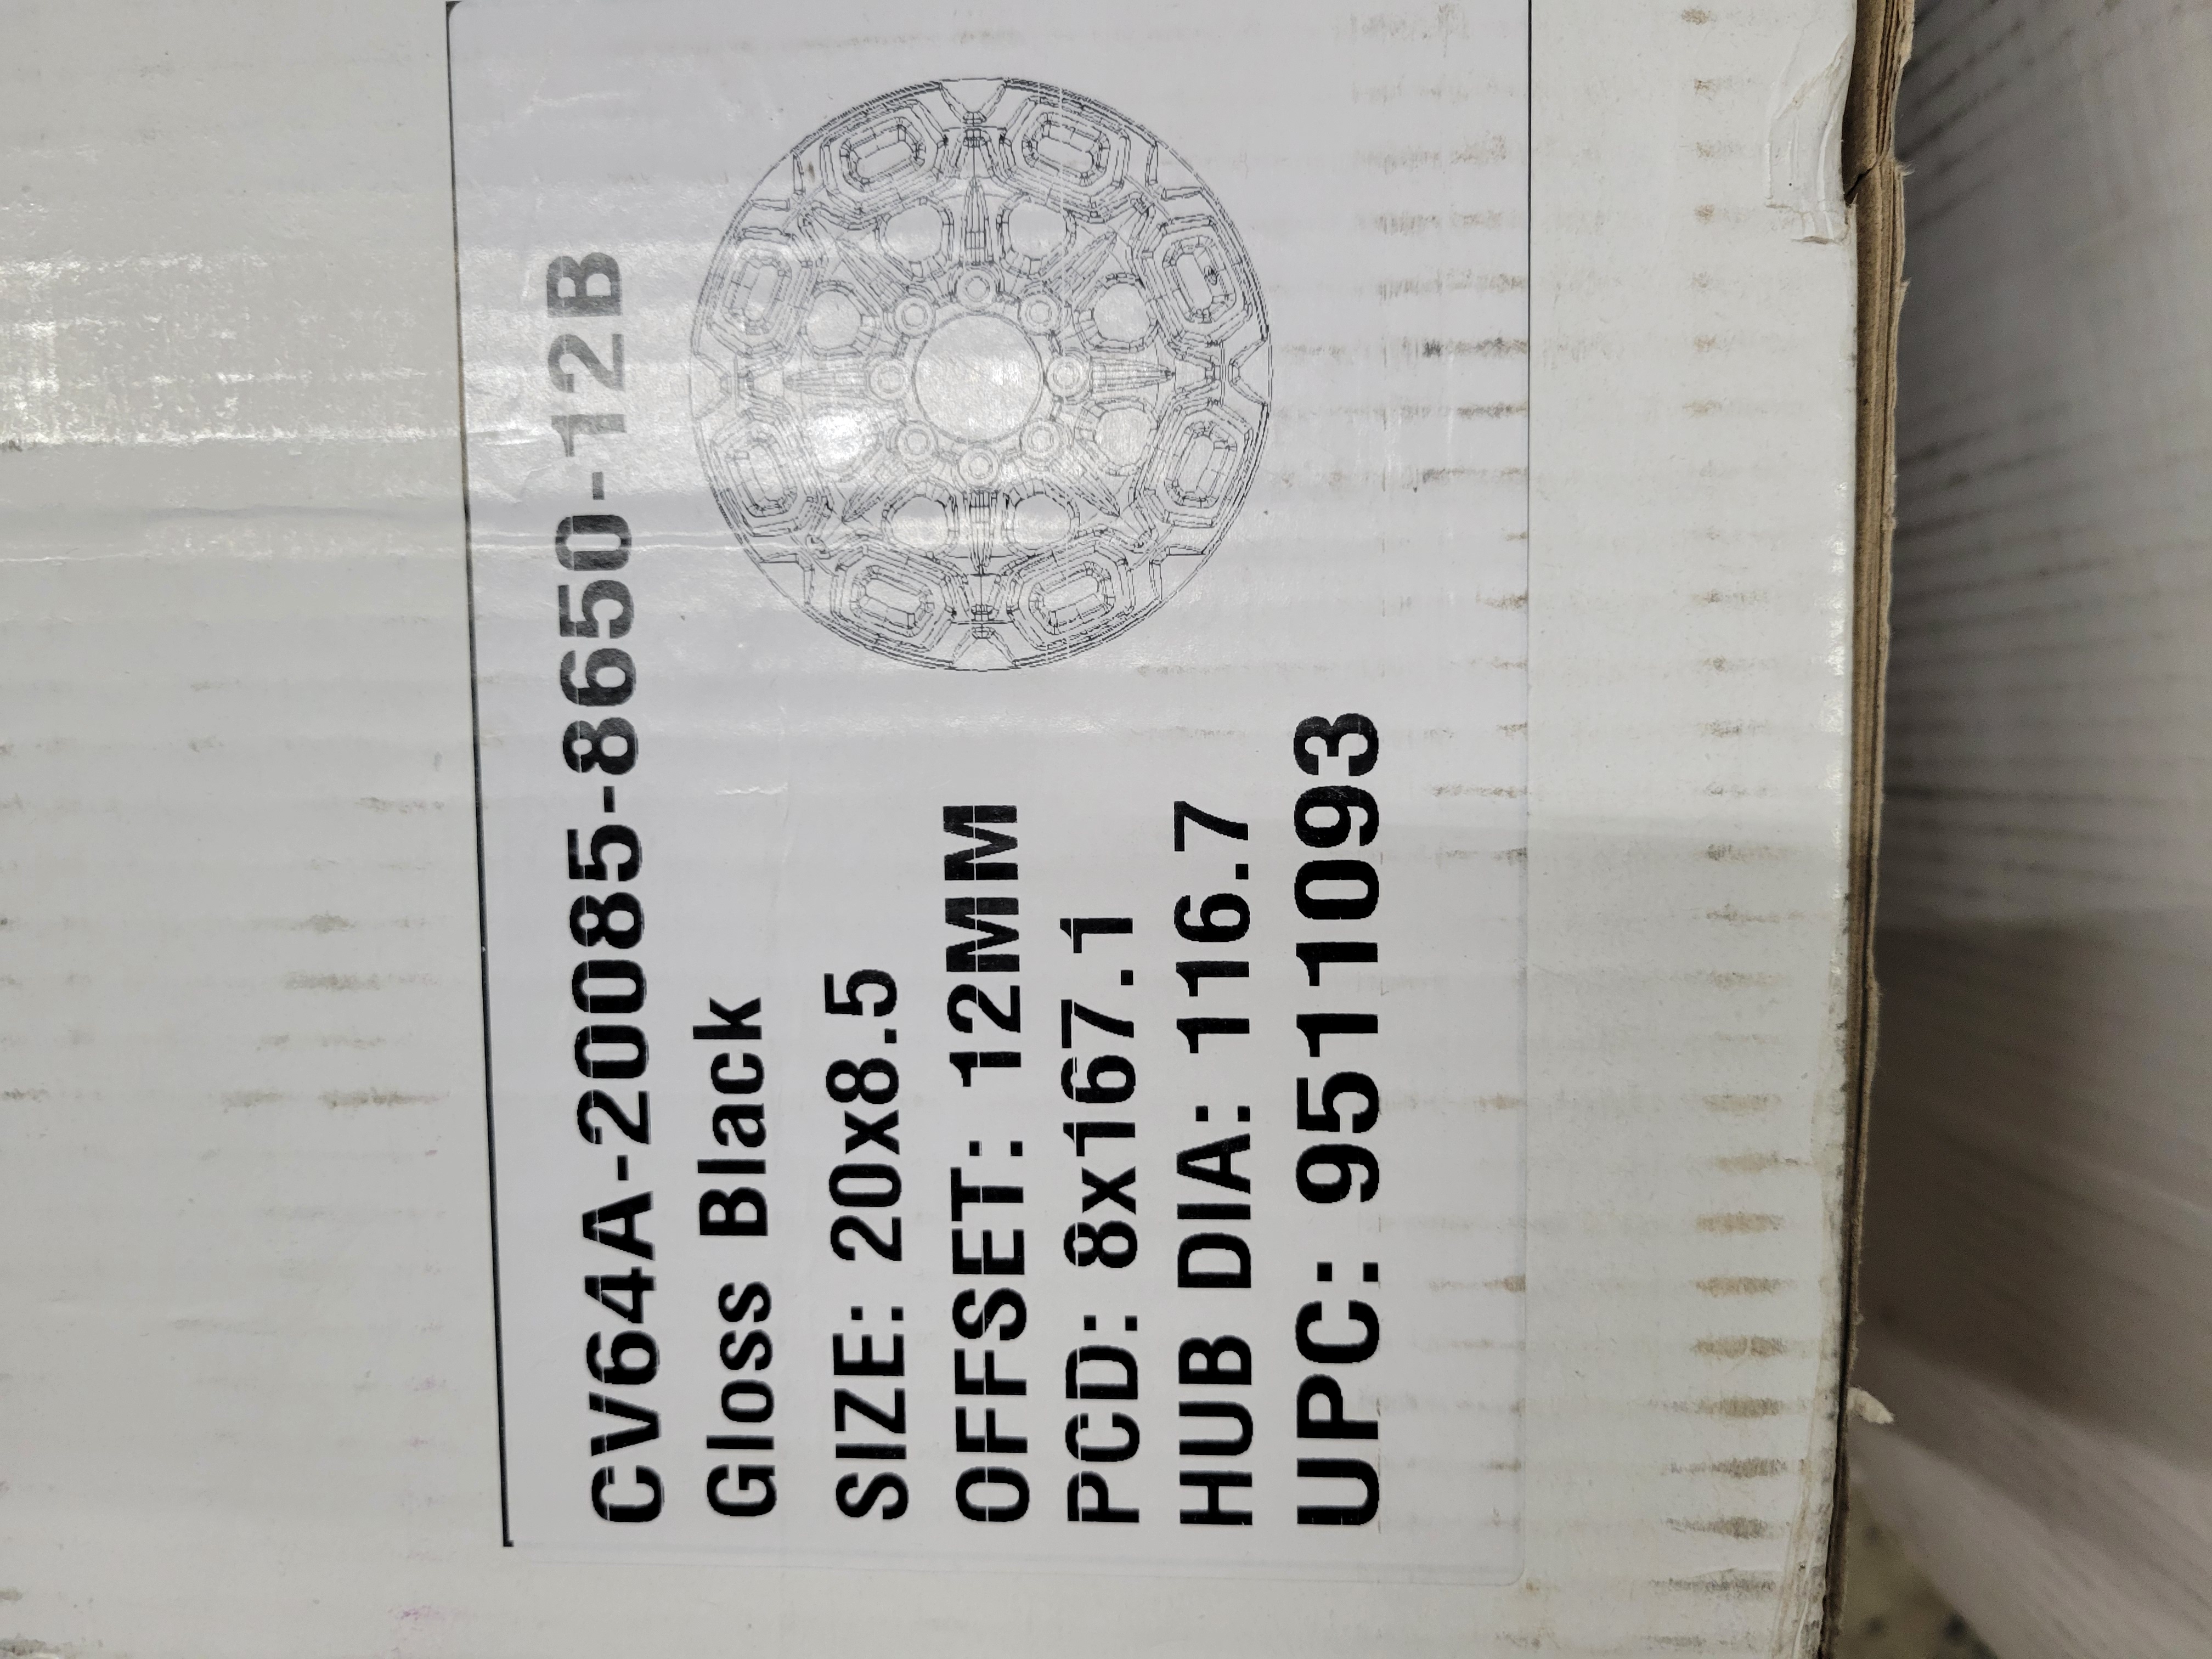 CV64A-20085-8650-12B
Gloss Black
SIZE: 20x8.5
OFFSET: 12MM
PCD: 8x167.1
HUB DIA: 116.7
UPC: 9511093